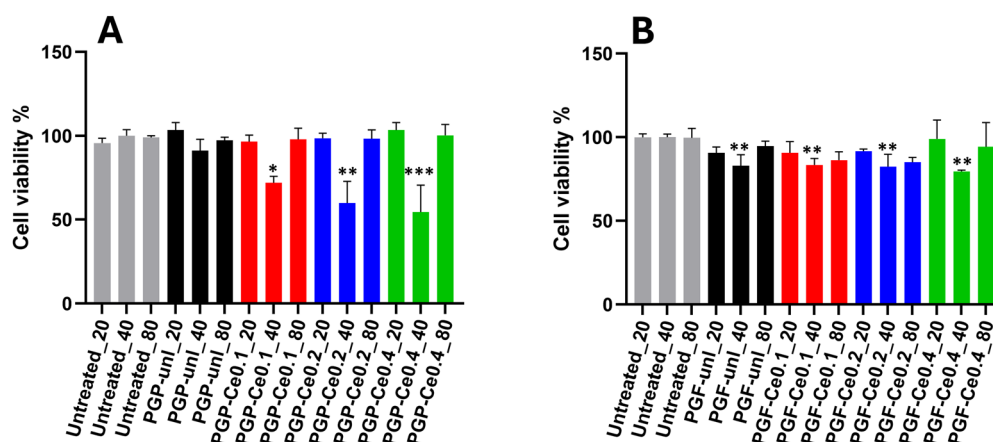 A
Cell viability %
150
100
50
0
*
**
***
Untreated_20
Untreated_40
Untreated_80
PGP-unl_20
PGP-unl_40
PGP-unl_80
PGP-Ce0.1_20
PGP-Ce0.1_40
PGP-Ce0.1_80
PGP-Ce0.2_20
PGP-Ce0.2_40
PGP-Ce0.2_80
PGP-Ce0.4_20
PGP-Ce0.4_40
PGP-Ce0.4_80
B
Cell viability %
150
100
50
0
**
**
**
**
Untreated_20
Untreated_40
Untreated_80
PGF-unl_20
PGF-unl_40
PGF-unl_80
PGF-Ce0.1_20
PGF-Ce0.1_40
PGF-Ce0.1_80
PGF-Ce0.2_20
PGF-Ce0.2_40
PGF-Ce0.2_80
PGF-Ce0.4_20
PGF-Ce0.4_40
PGF-Ce0.4_80